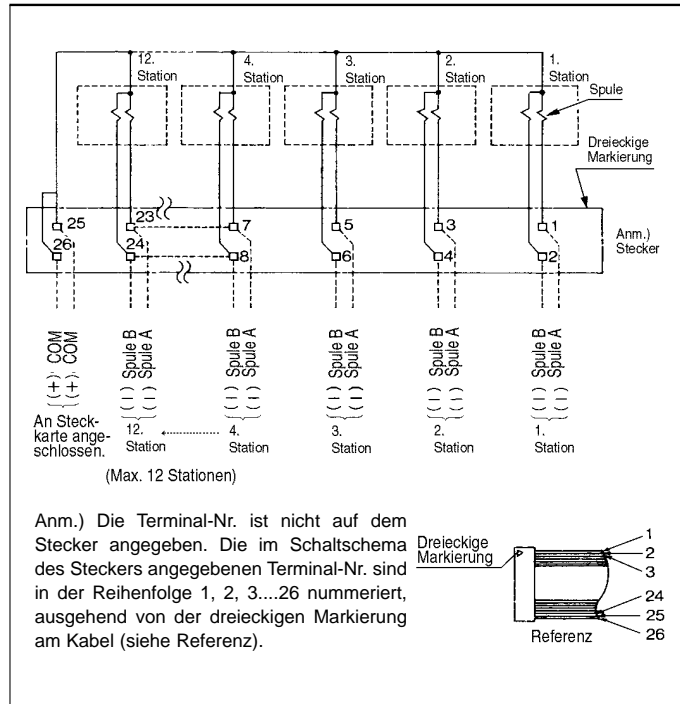 12. Station
4. Station
3. Station
2. Station
1. Station
Spule
Dreieckige
Markierung
25
26
23
24
7
8
5
6
3
4
1
2
Anm.)
Stecker
(+) COM
(+) COM
(−) Spule B
(−) Spule A
(−) Spule B
(−) Spule A
(−) Spule B
(−) Spule A
(−) Spule B
(−) Spule A
(−) Spule B
(−) Spule A
An Steck-
karte ange-
schlossen.
12. Station
4. Station
3. Station
2. Station
1. Station
(Max. 12 Stationen)
Anm.) Die Terminal-Nr. ist nicht auf dem
Stecker angegeben. Die im Schaltschema
des Steckers angegebenen Terminal-Nr. sind
in der Reihenfolge 1, 2, 3....26 nummeriert,
ausgehend von der dreieckigen Markierung
am Kabel (siehe Referenz).
Dreieckige
Markierung
1
2
3
24
25
26
Referenz